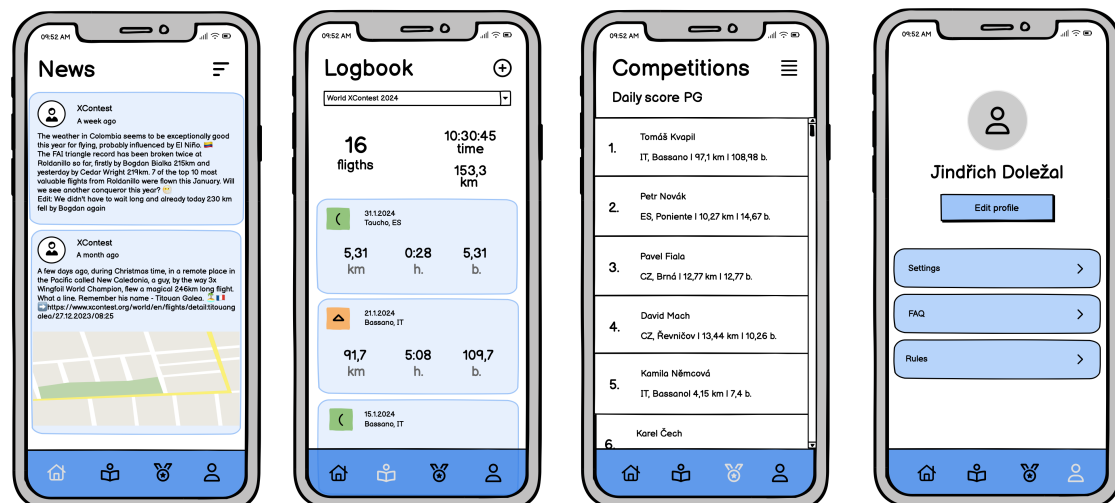 09:52 AM
News
XContest
A week ago
The weather in Colombia seems to be exceptionally good
this year for flying, probably influenced by El Niño. 🇨🇴
The FAI triangle record has been broken twice at
Roldanillo so far, firstly by Bogdan Bialka 215km and
yesterday by Cedar Wright 219km. 7 of the top 10 most
valuable flights from Roldanillo were flown this January. Will
we see another conqueror this year? 😬
Edit: We didn't have to wait long and already today 230 km
fell by Bogdan again
XContest
A month ago
A few days ago, during Christmas time, in a remote place in
the Pacific called New Caledonia, a guy, by the way 3x
Wingfoil World Champion, flew a magical 246km long flight.
What a line. Remember his name - Titouan Galea. 🏝️🇫🇷
➡️https://www.xcontest.org/world/en/flights/detail:titouang
alea/27.12.2023/08:25
09:52 AM
Logbook
World XContest 2024
16
fligths
10:30:45
time
153,3
km
31.1.2024
Taucho, ES
5,31 0:28 5,31
km h. b.
21.1.2024
Bassano, IT
91,7 5:08 109,7
km h. b.
15.1.2024
Bassono, IT
09:52 AM
Competitions
Daily score PG
1.
Tomáš Kvapil
IT, Bassano I 97,1 km I 108,98 b.
2.
Petr Novák
ES, Poniente I 10,27 km I 14,67 b.
3.
Pavel Fiala
CZ, Brná I 12,77 km I 12,77 b.
4.
David Mach
CZ, Řevničov I 13,44 km I 10,26 b.
5.
Kamila Němcová
IT, BassanoI 4,15 km I 7,4 b.
6.
Karel Čech
09:52 AM
Jindřich Doležal
Edit profile
Settings
FAQ
Rules